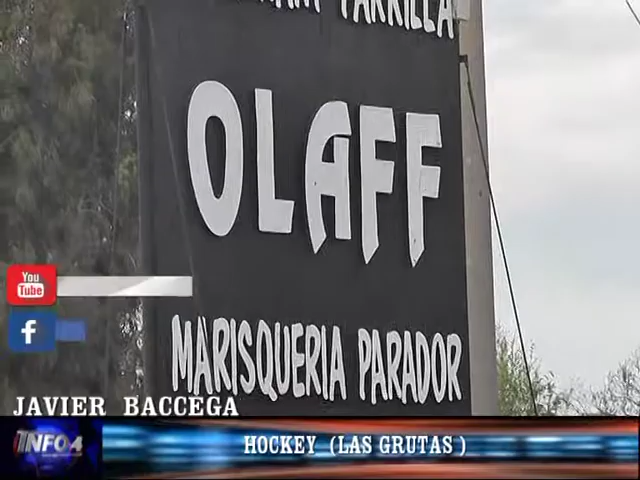 PARRILLA
OLAFF
MARISQUERIA PARADOR
You
Tube
f
JAVIER BACCEGA
INFO4
HOCKEY (LAS GRUTAS )